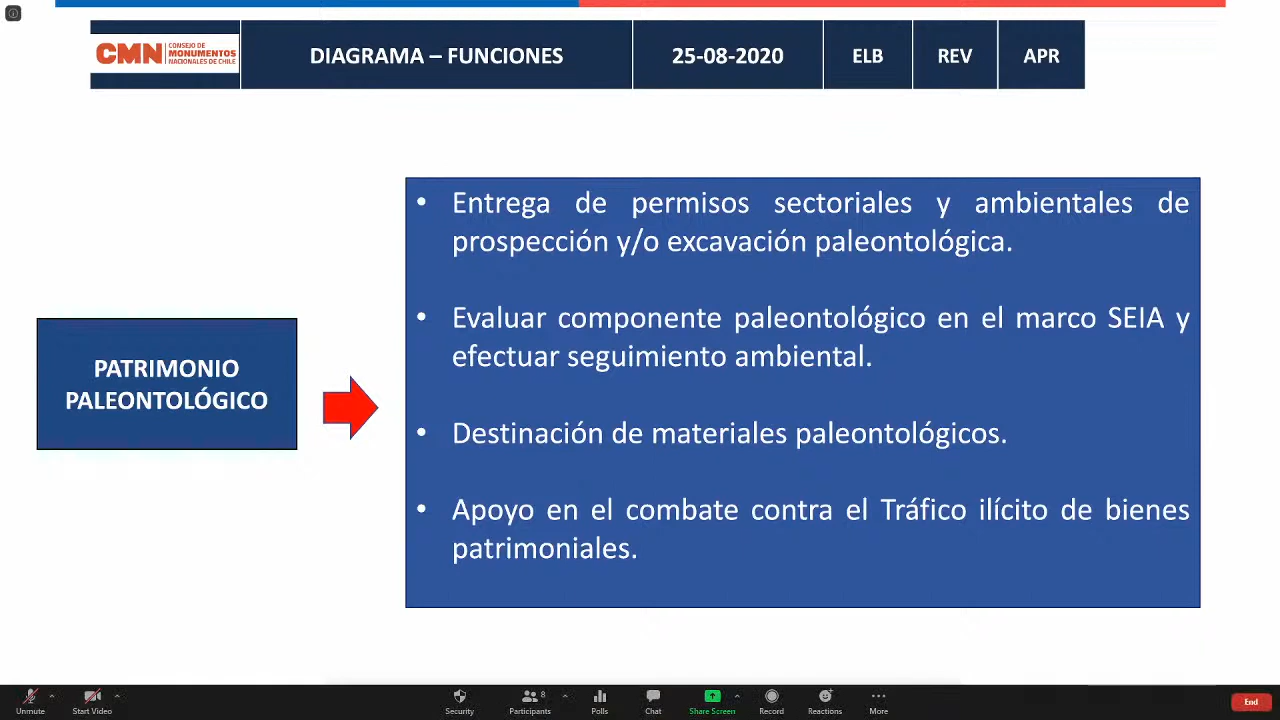 CMN
CONSEJO DE
MONUMENTOS
NACIONALES DE CHILE
DIAGRAMA – FUNCIONES
25-08-2020
ELB
REV
APR
PATRIMONIO
PALEONTOLÓGICO
• Entrega de permisos sectoriales y ambientales de
prospección y/o excavación paleontológica.
• Evaluar componente paleontológico en el marco SEIA y
efectuar seguimiento ambiental.
• Destinación de materiales paleontológicos.
• Apoyo en el combate contra el Tráfico ilícito de bienes
patrimoniales.
Unmute
Start Video
Security
Participants
8
Polls
Chat
Share Screen
Record
Reactions
More
End